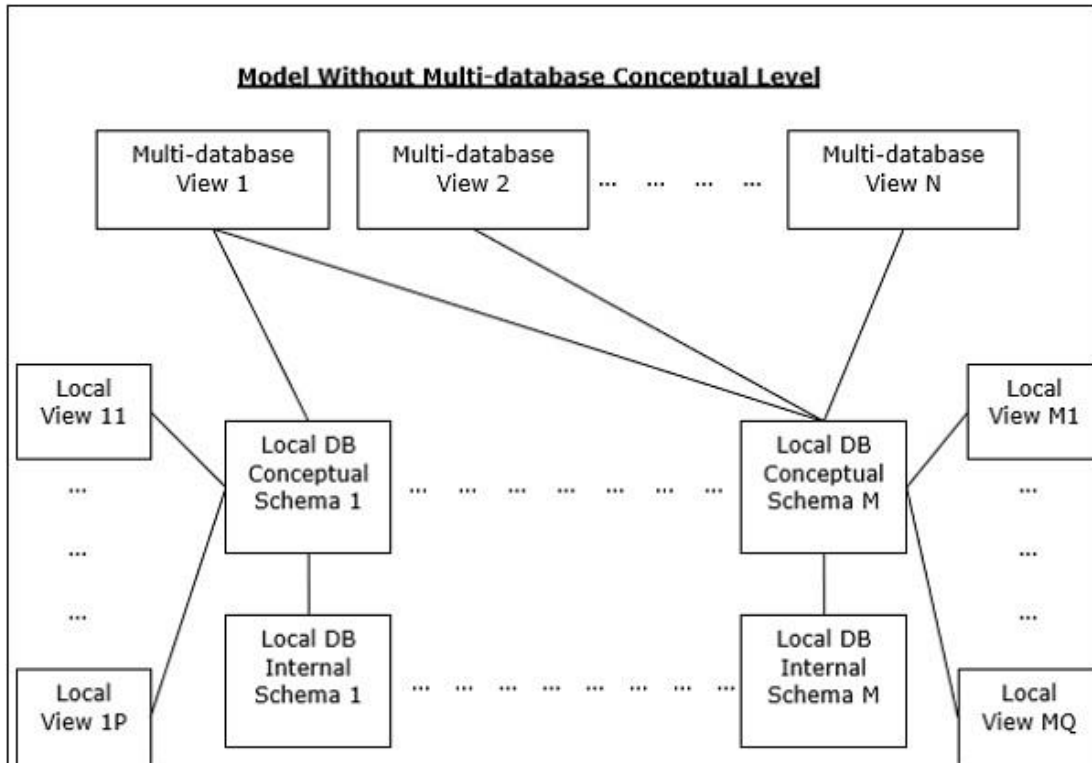 Model Without Multi-database Conceptual Level
Multi-database
View 1
Multi-database
View 2
... ... ... ...
Multi-database
View N
Local
View 11
Local
View M1
Local DB
Conceptual
Schema 1
... ... ... ... ... ... ...
Local DB
Conceptual
Schema M
...
...
...
...
...
...
Local DB
Internal
Schema 1
... ... ... ... ... ... ... ...
Local DB
Internal
Schema M
Local
View 1P
Local
View MQ